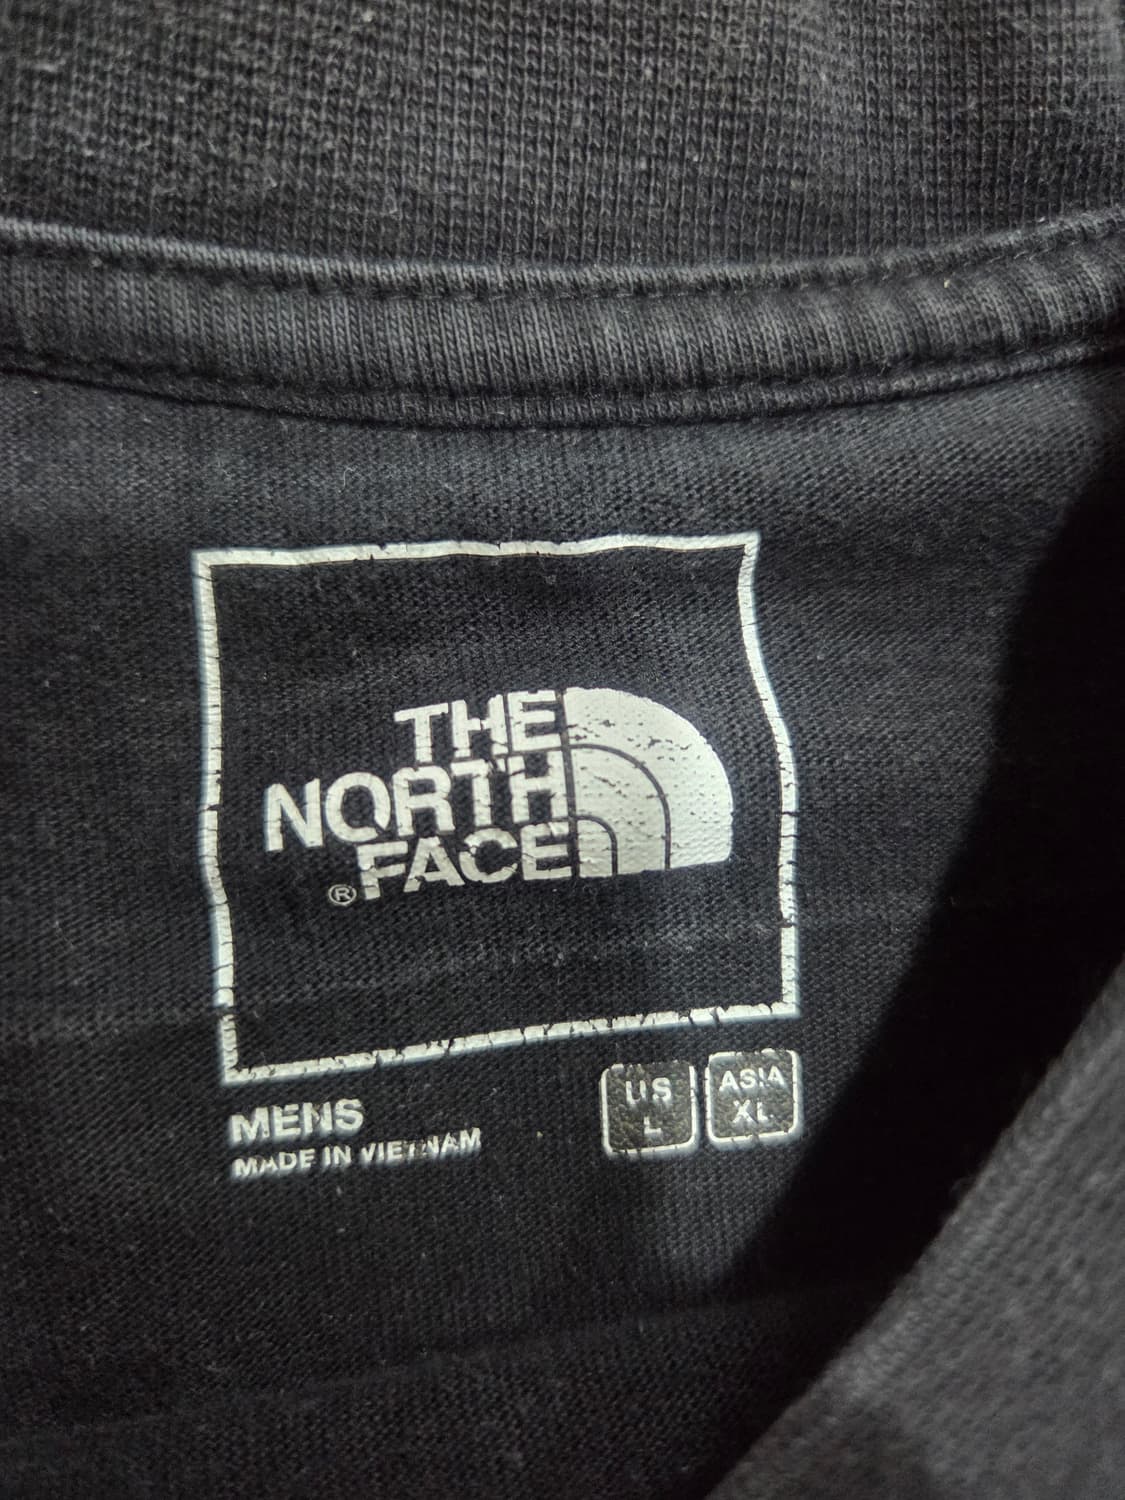 THE
NORTH
FACE
®
MENS
MADE IN VIETNAM
US
L
ASIA
XL